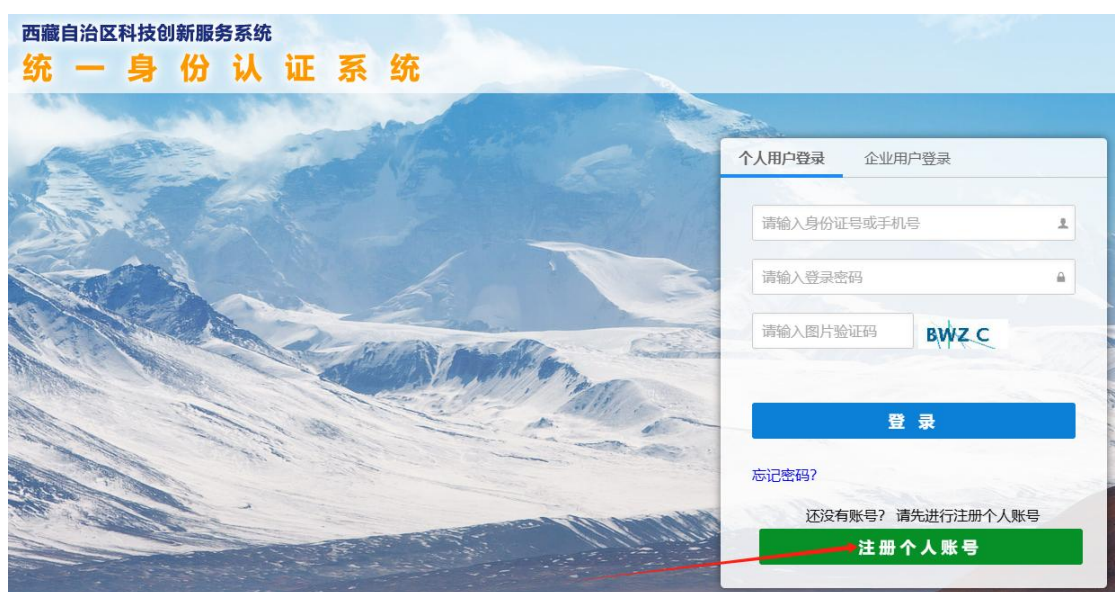 西藏自治区科技创新服务系统
统一身份认证系统
个人用户登录 企业用户登录
请输入身份证号或手机号
请输入登录密码
请输入图片验证码 BWZ C
登 录
忘记密码?
还没有账号? 请先进行注册个人账号
注册个人账号